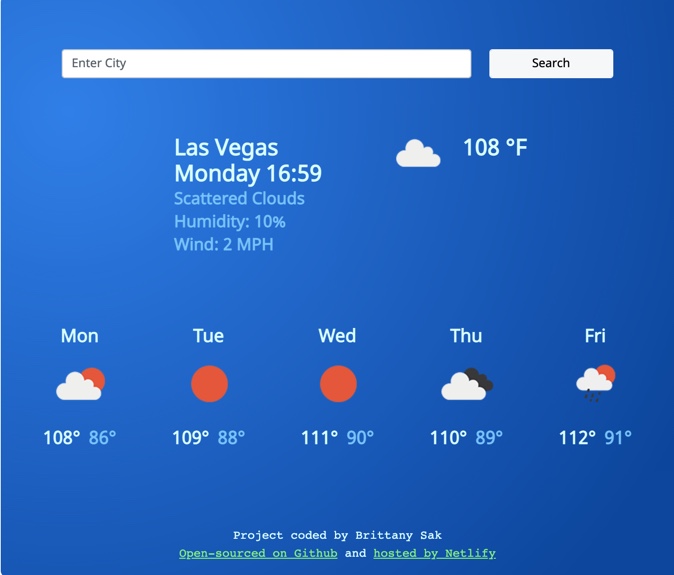 Enter City
Search
Las Vegas
108 °F
Monday 16:59
Scattered Clouds
Humidity: 10%
Wind: 2 MPH
Mon Tue Wed Thu Fri
108° 86° 109° 88° 111° 90° 110° 89° 112° 91°
Project coded by Brittany Sak
Open-sourced on Github and hosted by Netlify